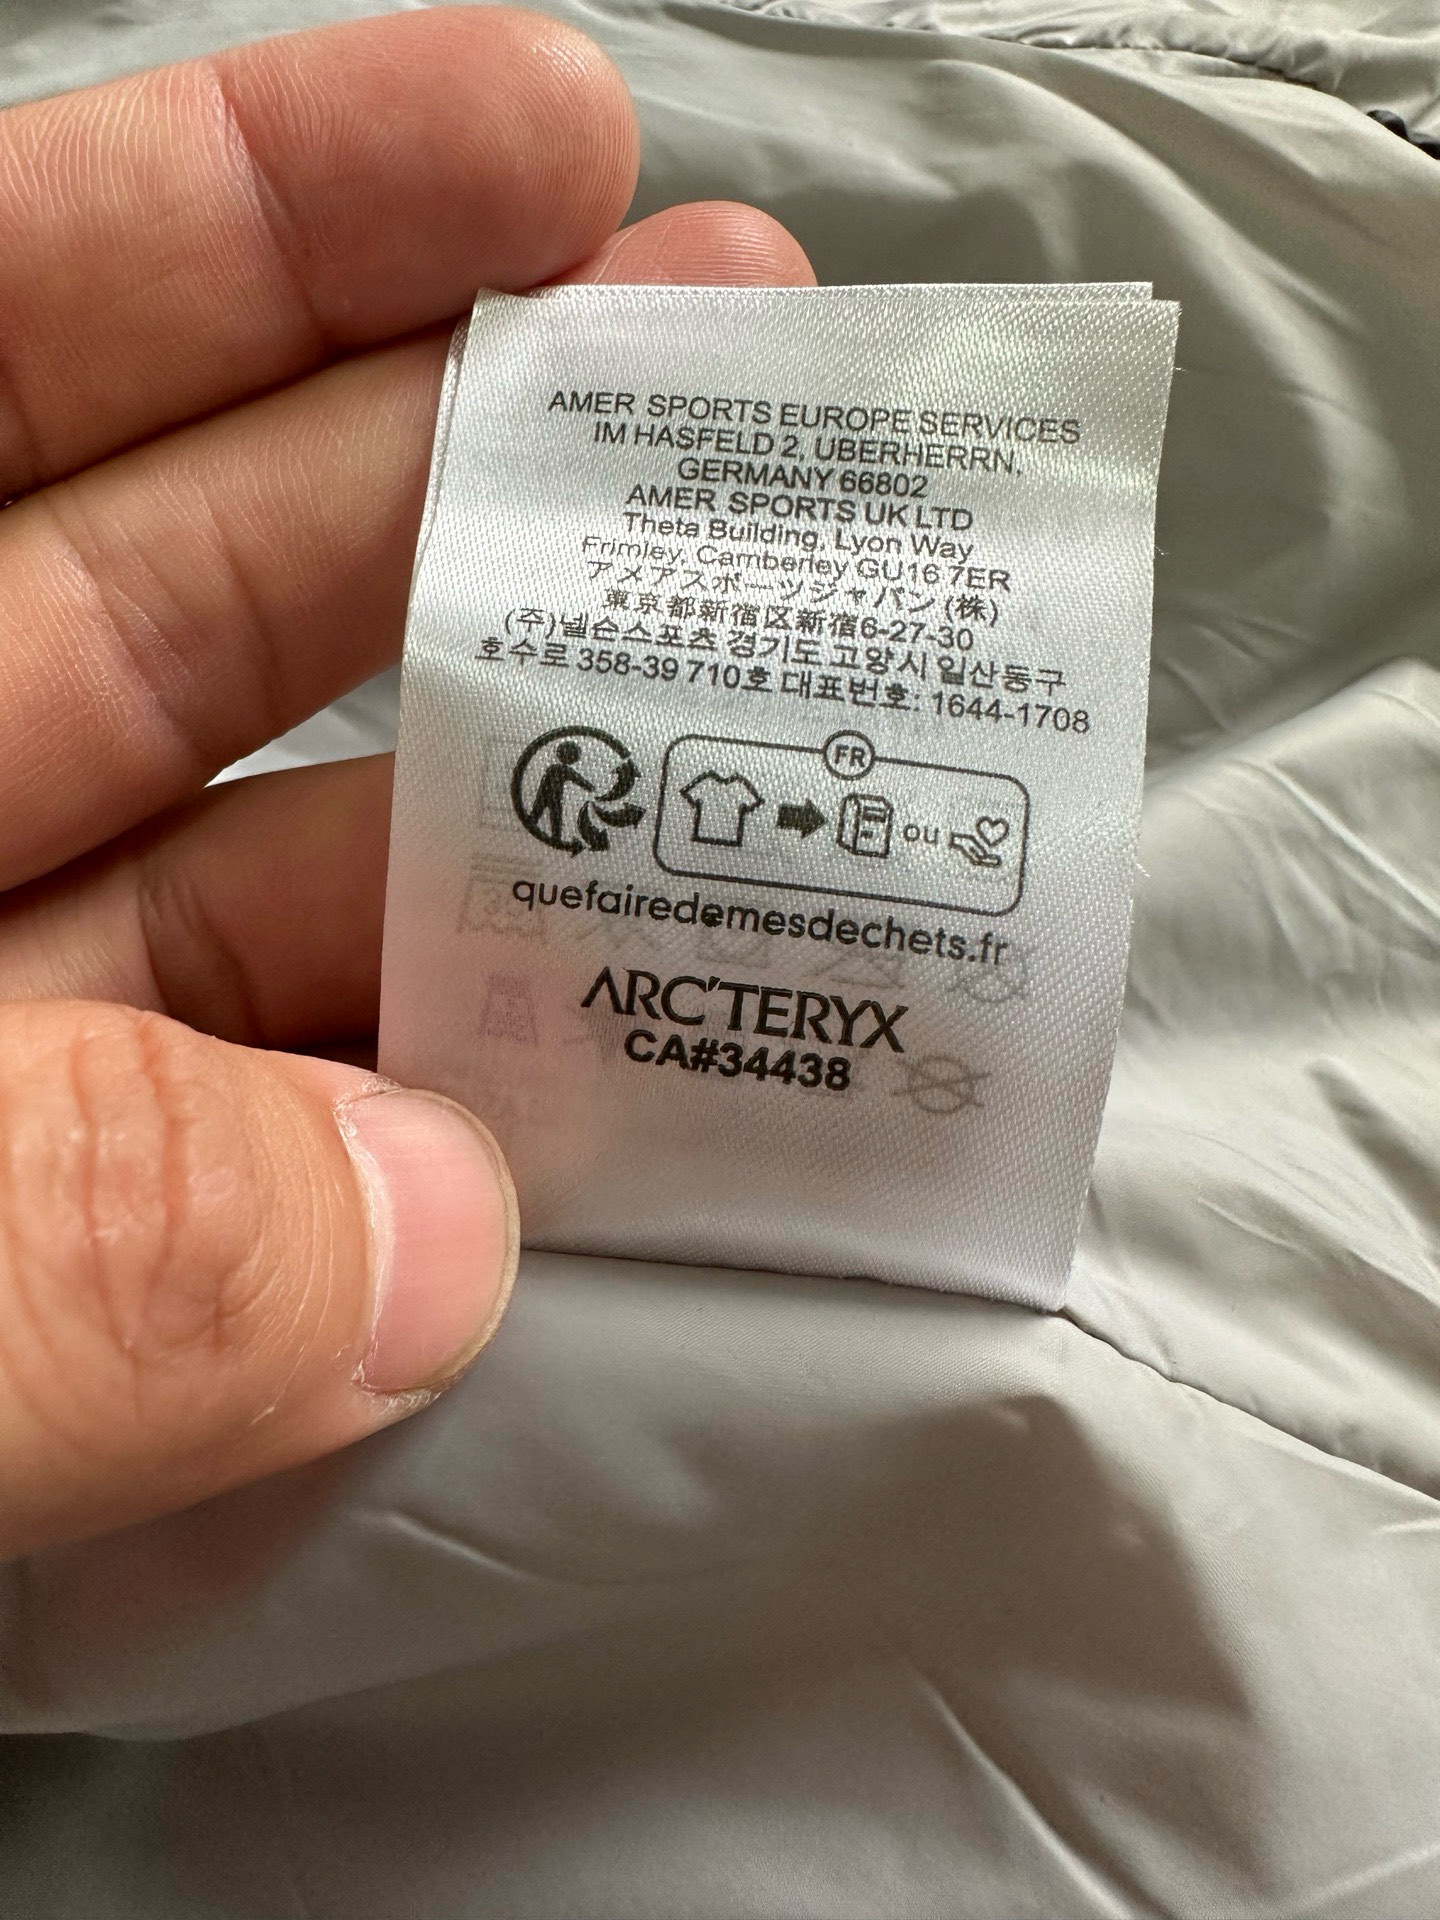 AMER SPORTS EUROPE SERVICES
IM HASFELD 2, UBERHERRN,
GERMANY 66802
AMER SPORTS UK LTD
Theta Building, Lyon Way
Frimley, Camberley GU16 7ER
アメアスポーツジャパン (株)
東京都新宿区新宿6-27-30
(주)넬슨스포츠 경기도 고양시 일산동구
호수로 358-39 710호 대표번호: 1644-1708
FR
ou
quefairedemesdechets.fr
ARC'TERYX
CA#34438